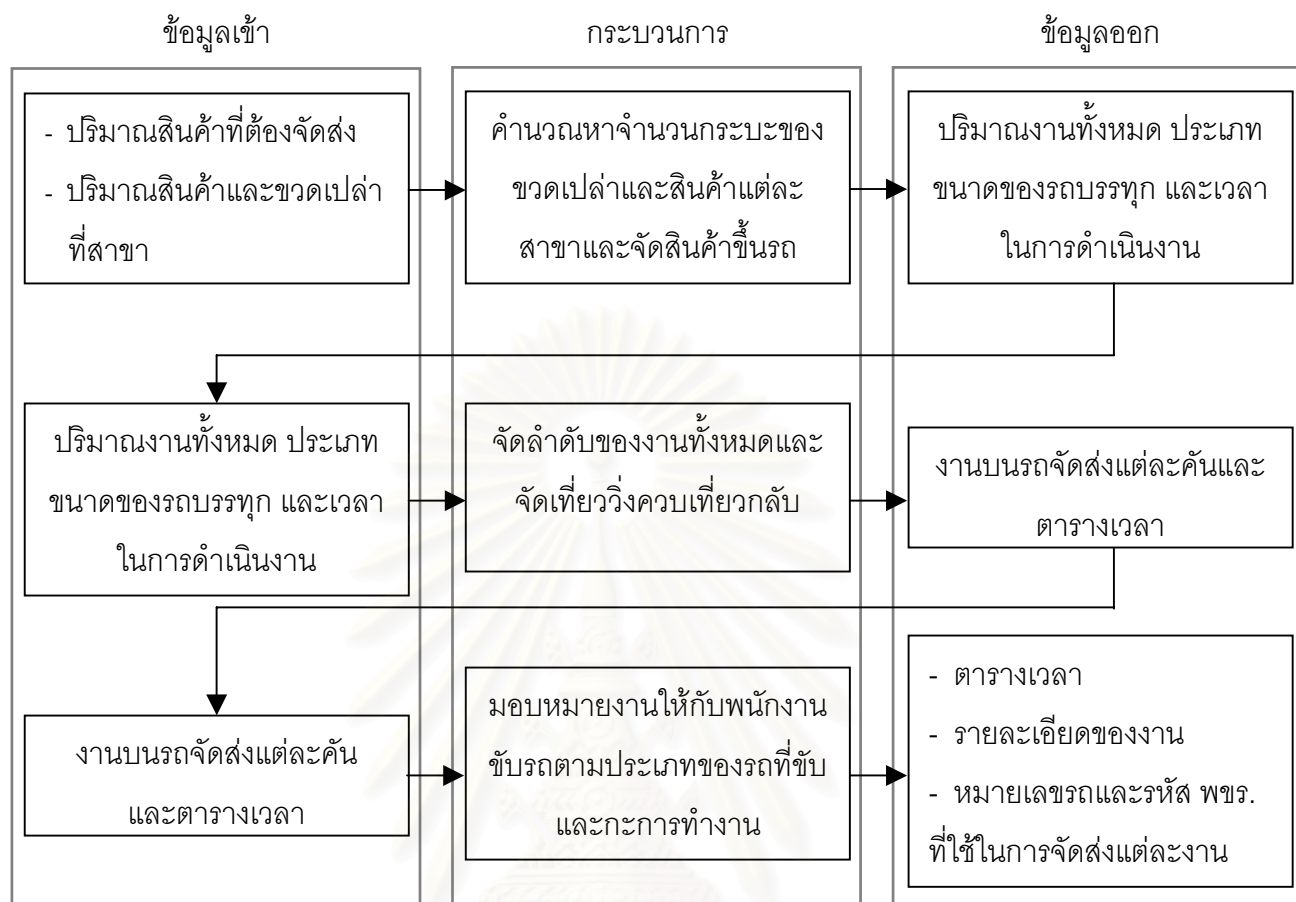 ข้อมูลเข้า
กระบวนการ
ข้อมูลออก
- ปริมาณสินค้าที่ต้องจัดส่ง
- ปริมาณสินค้าและขวดเปล่า
ที่สาขา
คำนวณหาจำนวนกระบะของ
ขวดเปล่าและสินค้าแต่ละ
สาขาและจัดสินค้าขึ้นรถ
ปริมาณงานทั้งหมด ประเภท
ขนาดของรถบรรทุก และเวลา
ในการดำเนินงาน
ปริมาณงานทั้งหมด ประเภท
ขนาดของรถบรรทุก และเวลา
ในการดำเนินงาน
จัดลำดับของงานทั้งหมดและ
จัดเที่ยววิ่งควบเที่ยวกลับ
งานบนรถจัดส่งแต่ละคันและ
ตารางเวลา
งานบนรถจัดส่งแต่ละคัน
และตารางเวลา
มอบหมายงานให้กับพนักงาน
ขับรถตามประเภทของรถที่ขับ
และกะการทำงาน
- ตารางเวลา
- รายละเอียดของงาน
- หมายเลขรถและรหัส พขร.
ที่ใช้ในการจัดส่งแต่ละงาน